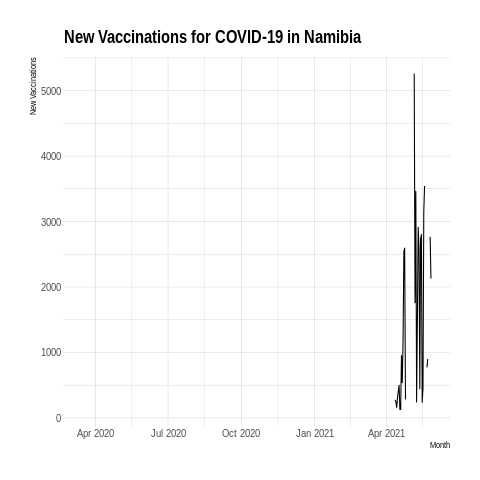 New Vaccinations for COVID-19 in Namibia
New Vaccinations
5000
4000
3000
2000
1000
0
Apr 2020 Jul 2020 Oct 2020 Jan 2021 Apr 2021
Month